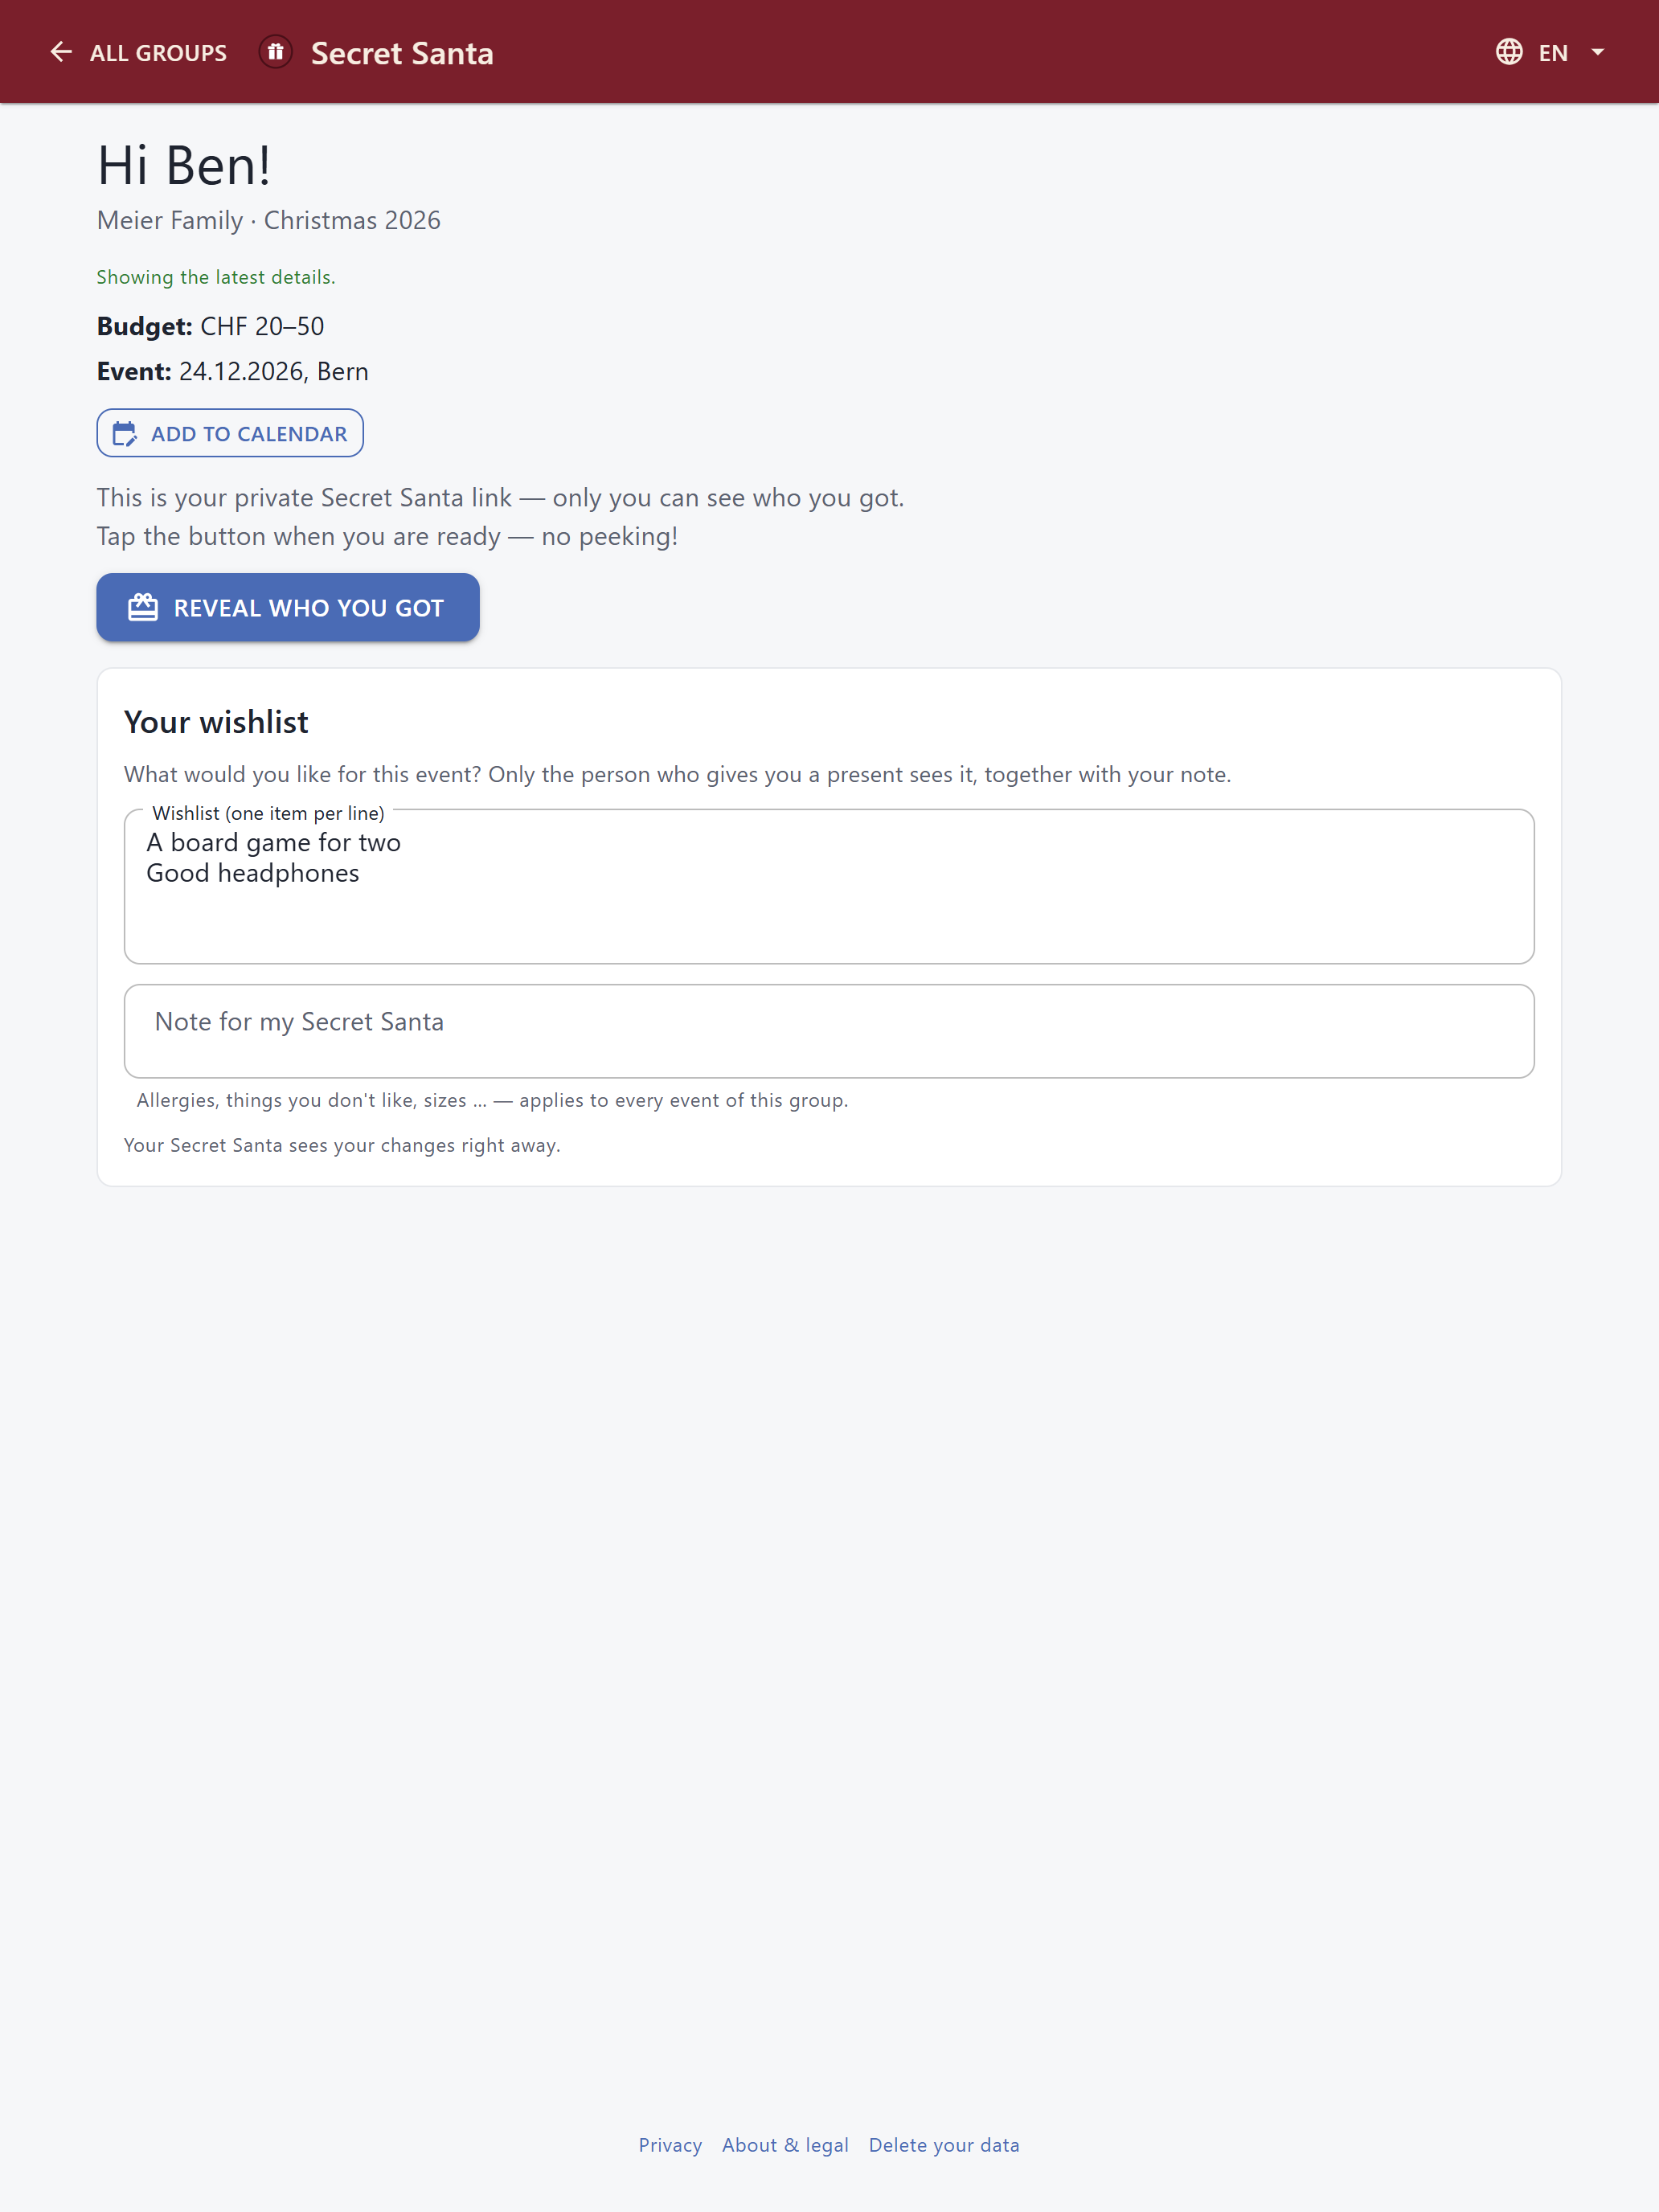 ALL GROUPS
Secret Santa
EN
Hi Ben!
Meier Family · Christmas 2026
Showing the latest details.
Budget: CHF 20–50
Event: 24.12.2026, Bern
ADD TO CALENDAR
This is your private Secret Santa link — only you can see who you got.
Tap the button when you are ready — no peeking!
REVEAL WHO YOU GOT
Your wishlist
What would you like for this event? Only the person who gives you a present sees it, together with your note.
Wishlist (one item per line)
A board game for two
Good headphones
Note for my Secret Santa
Allergies, things you don't like, sizes ... — applies to every event of this group.
Your Secret Santa sees your changes right away.
Privacy About & legal Delete your data